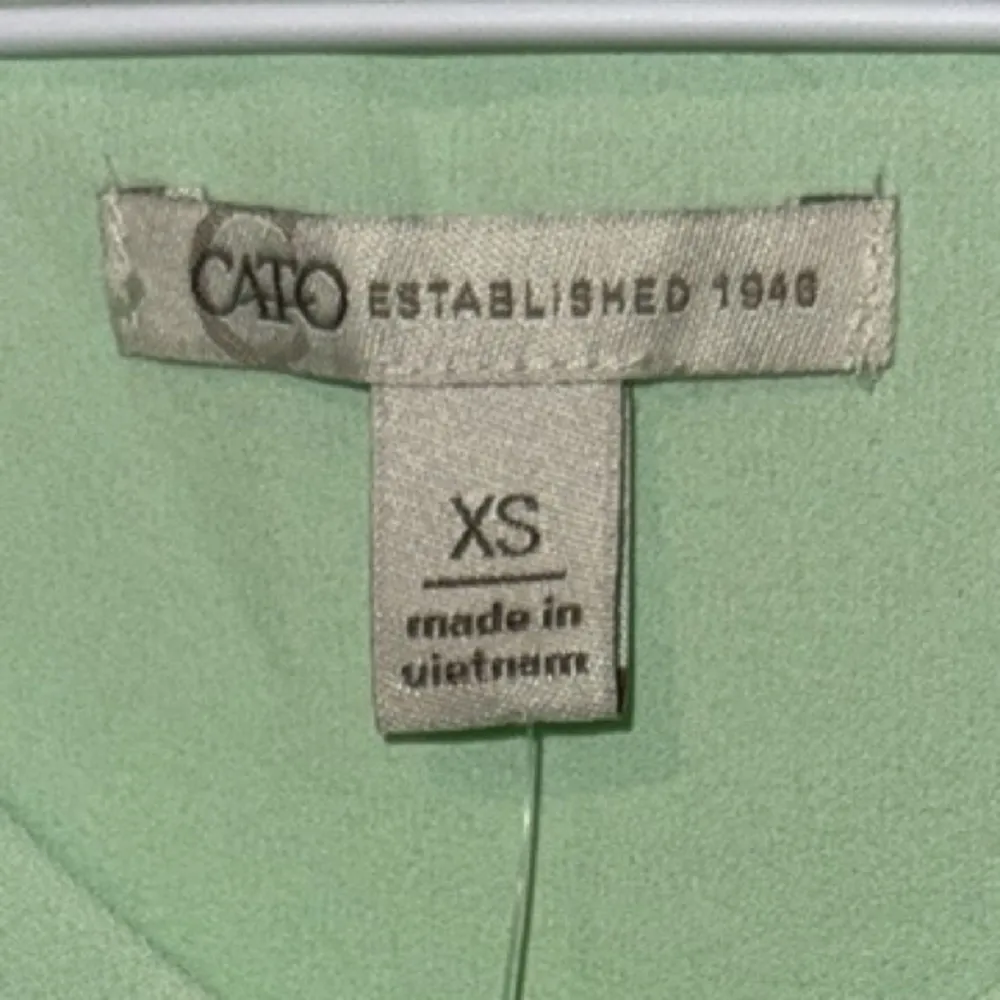 CATO ESTABLISHED 1946
XS
made in
vietnam